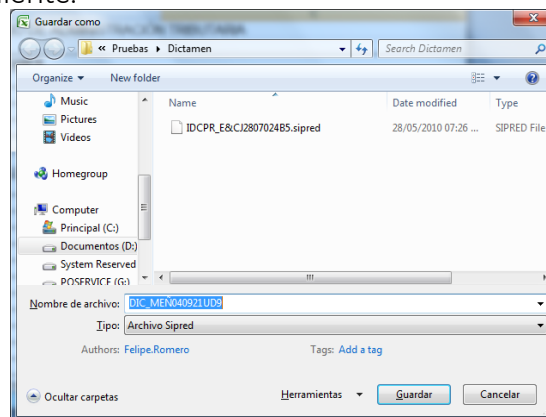 Guardar como
« Pruebas ▸ Dictamen
Search Dictamen
Organize
New folder
Music
Pictures
Videos
Homegroup
Computer
Principal (C:)
Documentos (D:)
System Reserved
POSERVICE (G:)
Name
Date modified
Type
IDCPR_E&CJ2807024B5.sipred
28/05/2010 07:26 ...
SIPRED File
Nombre de archivo:
DIC_MEÑ040921UD9
Tipo:
Archivo Sipred
Authors: Felipe.Romero
Tags: Add a tag
Ocultar carpetas
Herramientas
Guardar
Cancelar